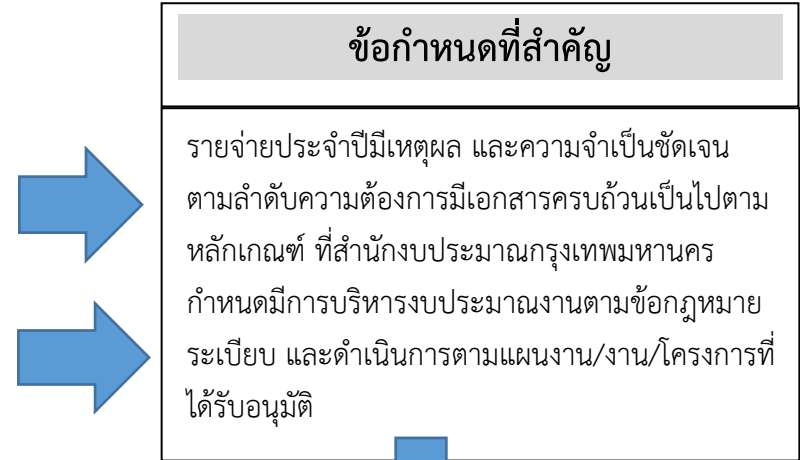 ข้อกำหนดที่สำคัญ
รายจ่ายประจำปีมีเหตุผล และความจำเป็นชัดเจน
ตามลำดับความต้องการมีเอกสารครบถ้วนเป็นไปตาม
หลักเกณฑ์ ที่สำนักงบประมาณกรุงเทพมหานคร
กำหนดมีการบริหารงบประมาณงานตามข้อกฎหมาย
ระเบียบ และดำเนินการตามแผนงาน/งาน/โครงการที่
ได้รับอนุมัติ